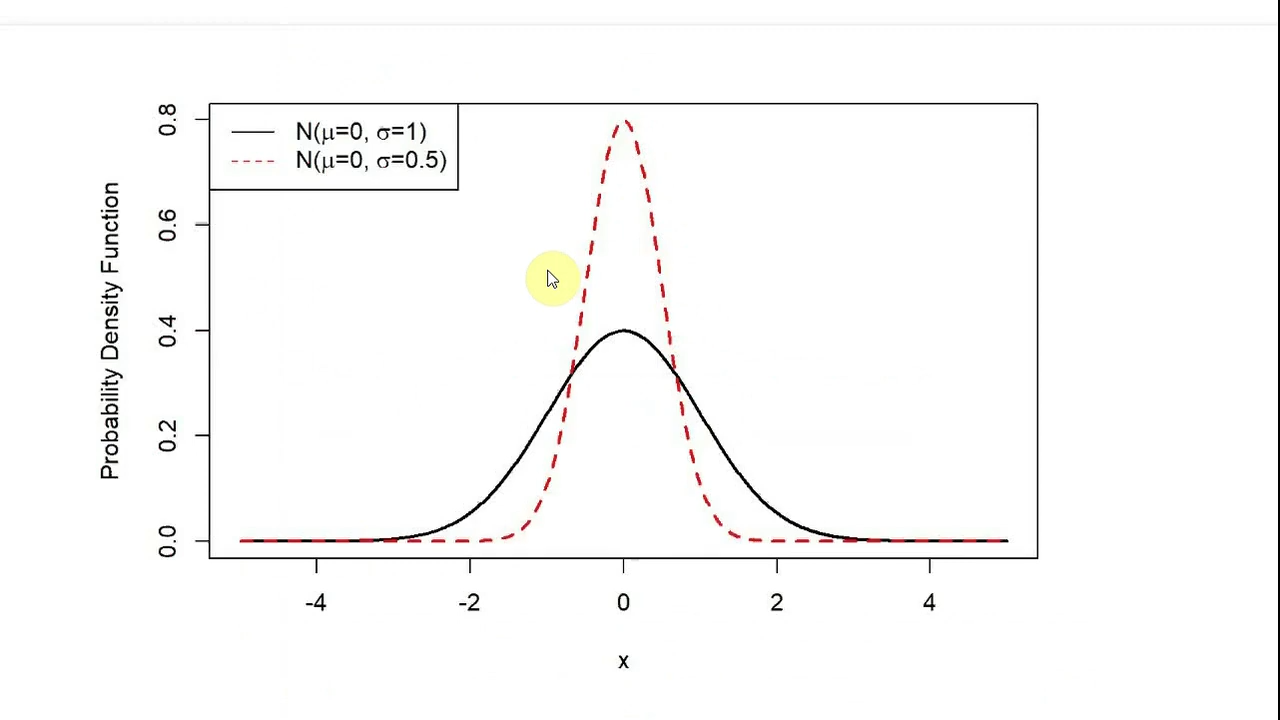 N(μ=0, σ=1)
N(μ=0, σ=0.5)
Probability Density Function
0.8
0.6
0.4
0.2
0.0
-4
-2
0
2
4
x